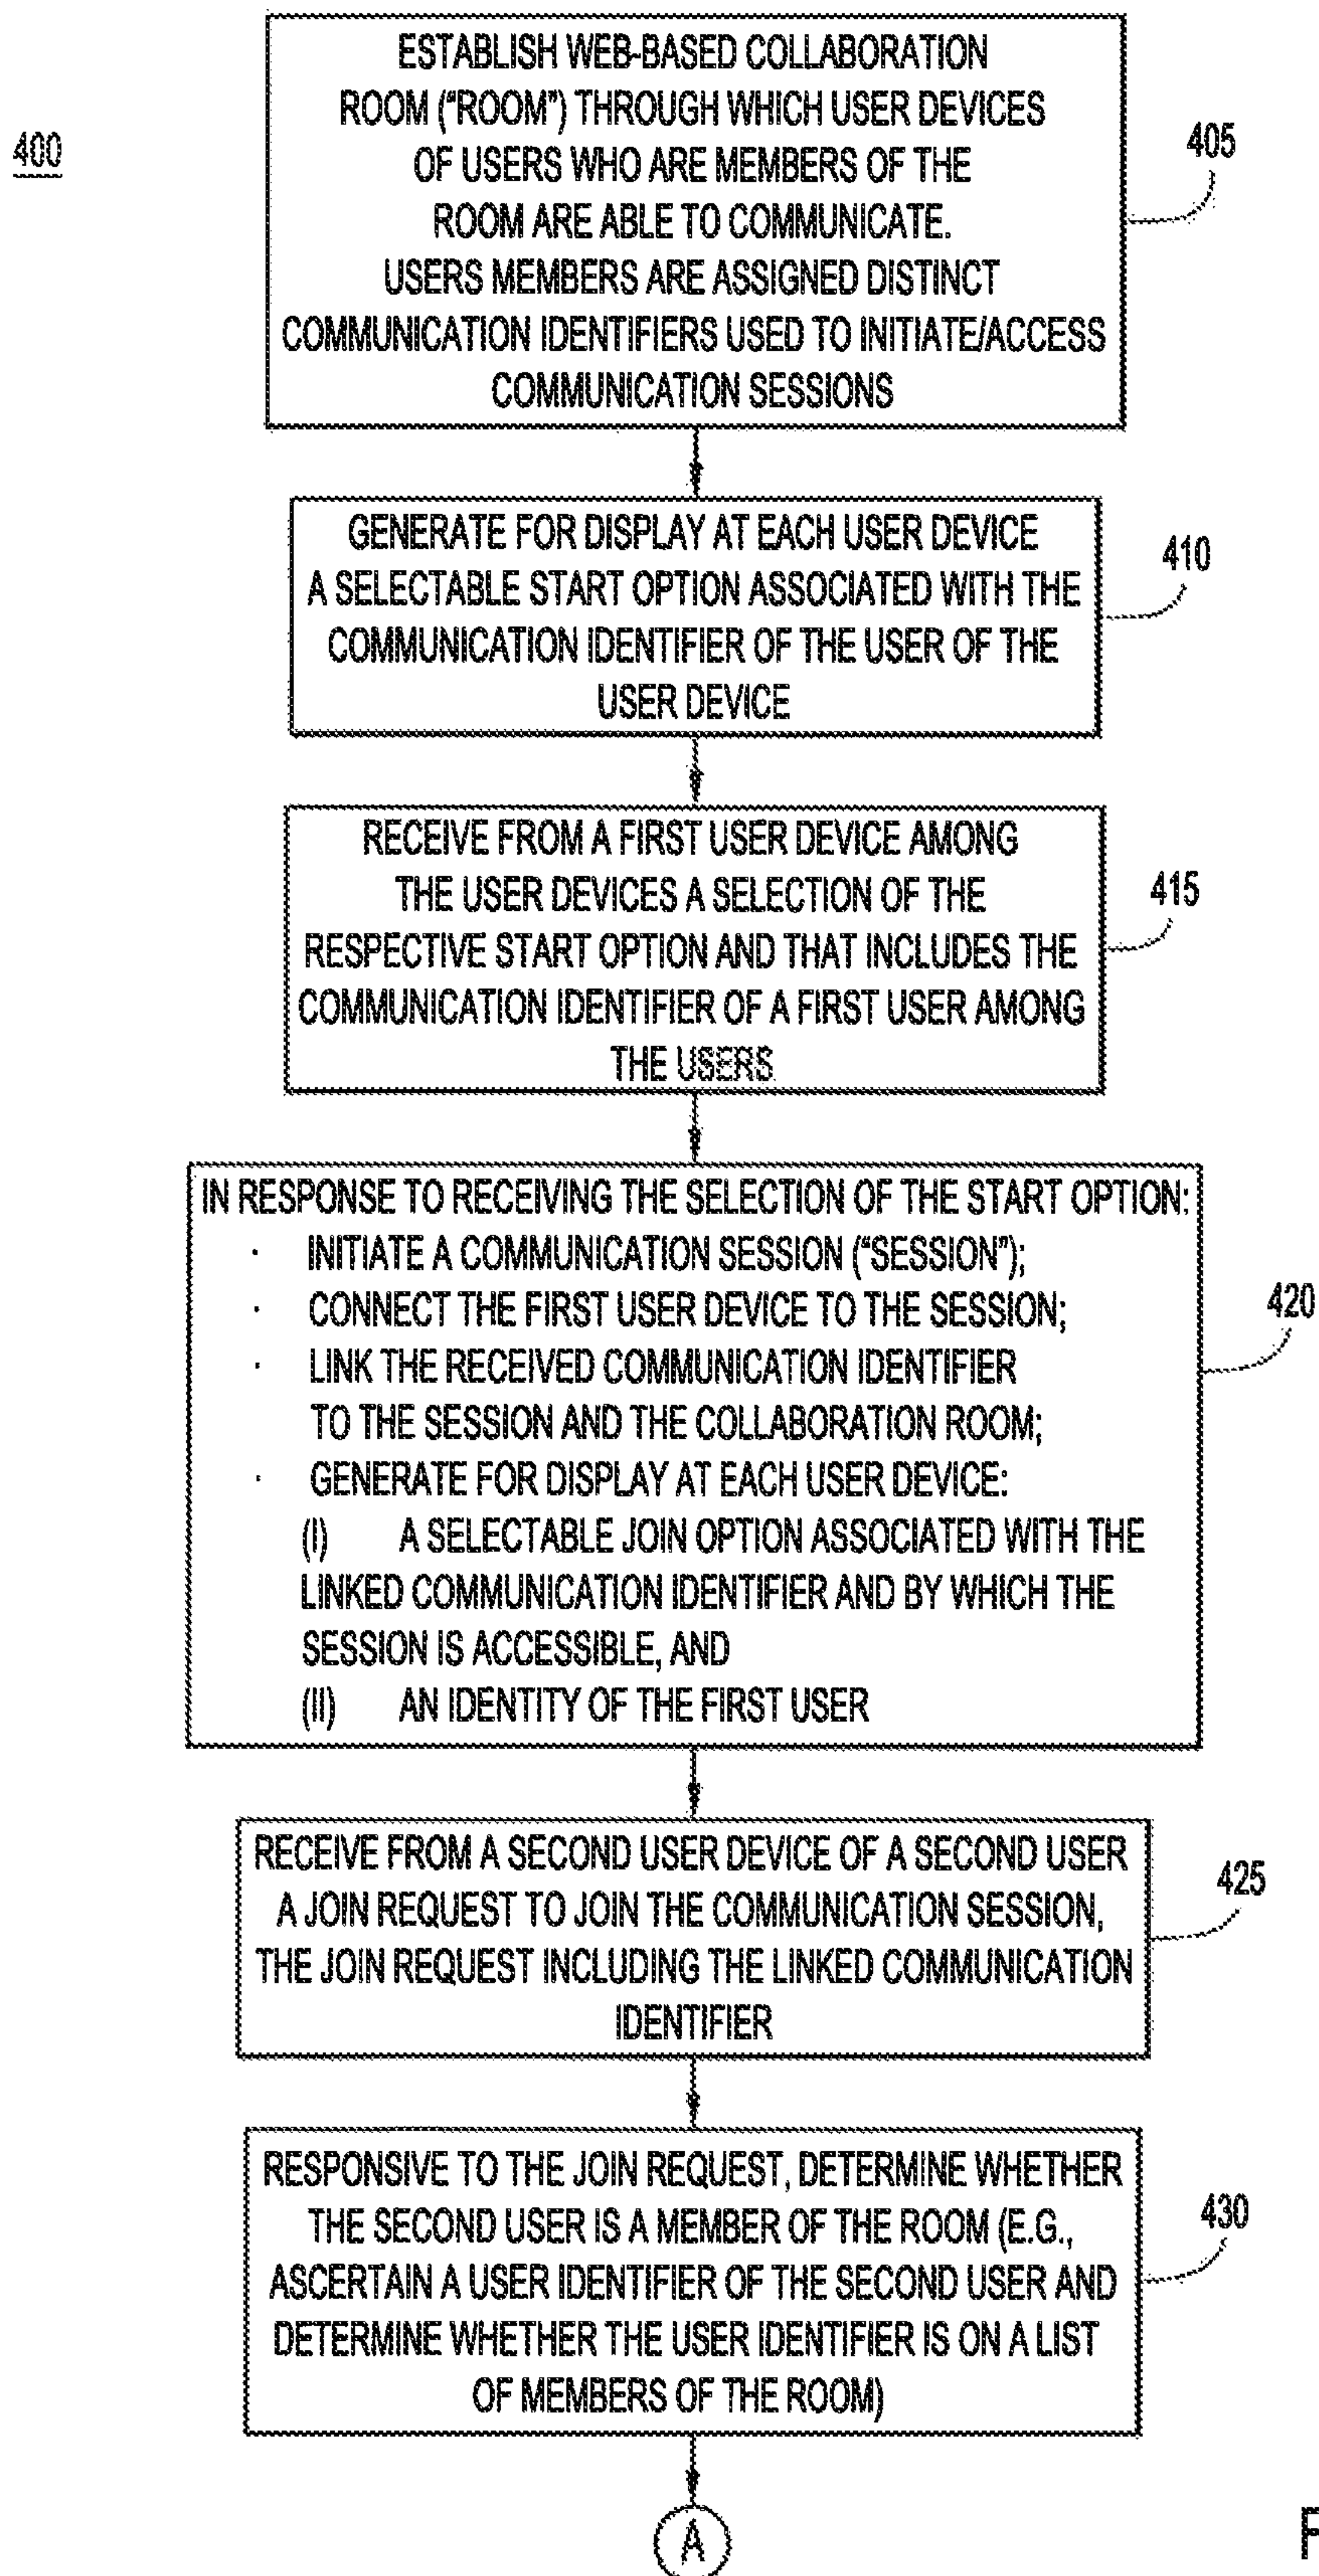 400
ESTABLISH WEB-BASED COLLABORATION
ROOM ("ROOM") THROUGH WHICH USER DEVICES
OF USERS WHO ARE MEMBERS OF THE
ROOM ARE ABLE TO COMMUNICATE.
USERS MEMBERS ARE ASSIGNED DISTINCT
COMMUNICATION IDENTIFIERS USED TO INITIATE/ACCESS
COMMUNICATION SESSIONS
405
GENERATE FOR DISPLAY AT EACH USER DEVICE
A SELECTABLE START OPTION ASSOCIATED WITH THE
COMMUNICATION IDENTIFIER OF THE USER OF THE
USER DEVICE
410
RECEIVE FROM A FIRST USER DEVICE AMONG
THE USER DEVICES A SELECTION OF THE
RESPECTIVE START OPTION AND THAT INCLUDES THE
COMMUNICATION IDENTIFIER OF A FIRST USER AMONG
THE USERS
415
IN RESPONSE TO RECEIVING THE SELECTION OF THE START OPTION:
· INITIATE A COMMUNICATION SESSION ("SESSION");
· CONNECT THE FIRST USER DEVICE TO THE SESSION;
· LINK THE RECEIVED COMMUNICATION IDENTIFIER
TO THE SESSION AND THE COLLABORATION ROOM;
· GENERATE FOR DISPLAY AT EACH USER DEVICE:
(I) A SELECTABLE JOIN OPTION ASSOCIATED WITH THE
LINKED COMMUNICATION IDENTIFIER AND BY WHICH THE
SESSION IS ACCESSIBLE, AND
(II) AN IDENTITY OF THE FIRST USER
420
RECEIVE FROM A SECOND USER DEVICE OF A SECOND USER
A JOIN REQUEST TO JOIN THE COMMUNICATION SESSION,
THE JOIN REQUEST INCLUDING THE LINKED COMMUNICATION
IDENTIFIER
425
RESPONSIVE TO THE JOIN REQUEST, DETERMINE WHETHER
THE SECOND USER IS A MEMBER OF THE ROOM (E.G.,
ASCERTAIN A USER IDENTIFIER OF THE SECOND USER AND
DETERMINE WHETHER THE USER IDENTIFIER IS ON A LIST
OF MEMBERS OF THE ROOM)
430
A